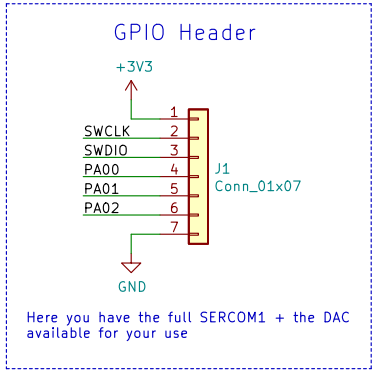 GPIO Header
+3V3
1
SWCLK 2
SWDIO 3
PA00 4
J1
PA01 5
Conn_01x07
PA02 6
7
GND
Here you have the full SERCOM1 + the DAC
available for your use